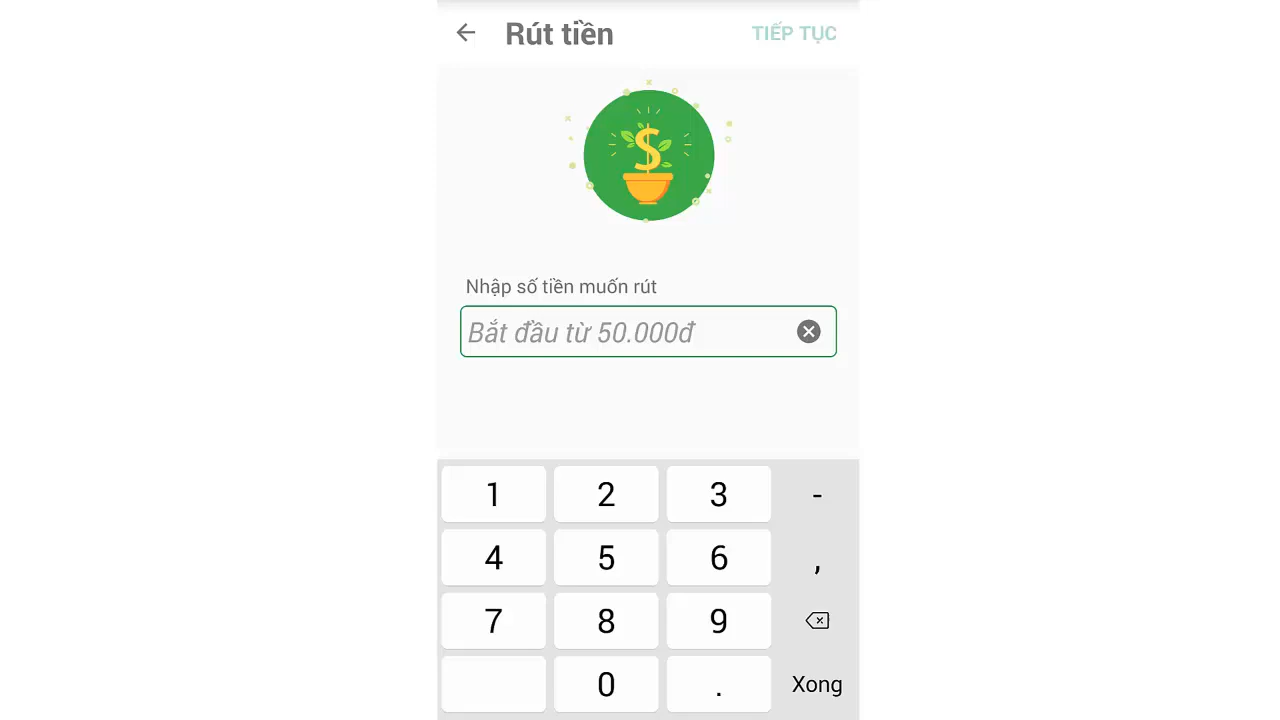 Rút tiền TIẾP TỤC
$
Nhập số tiền muốn rút
Bắt đầu từ 50.000đ
1 2 3 -
4 5 6 ,
7 8 9
0 . Xong